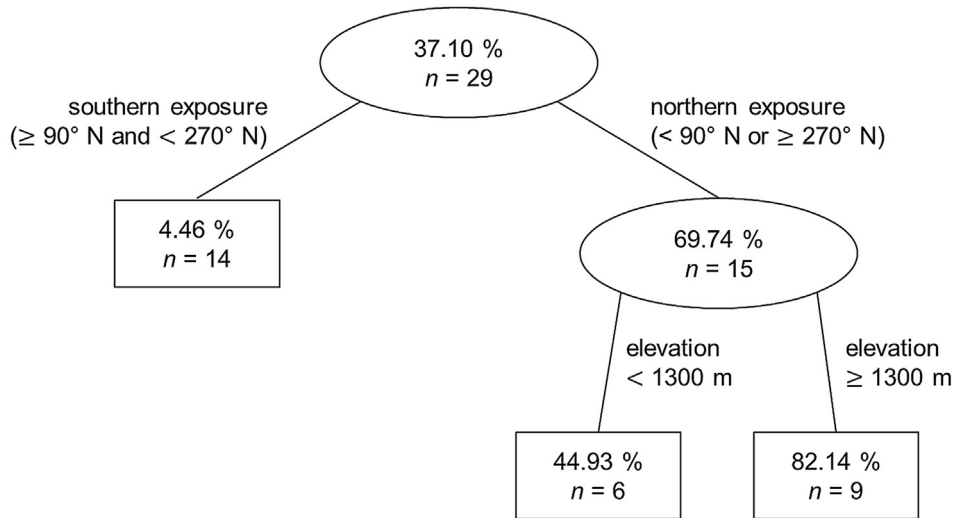 37.10 %
n = 29
southern exposure
(≥ 90° N and < 270° N)
northern exposure
(< 90° N or ≥ 270° N)
4.46 %
n = 14
69.74 %
n = 15
elevation
< 1300 m
elevation
≥ 1300 m
44.93 %
n = 6
82.14 %
n = 9